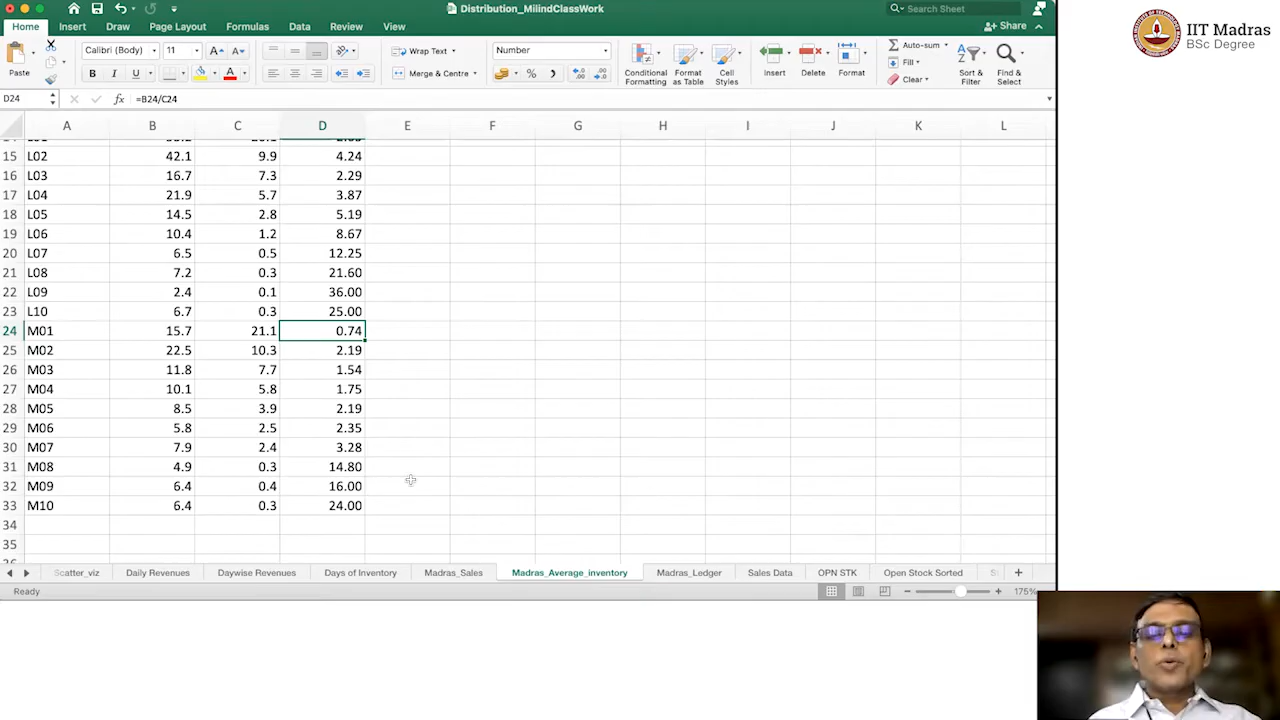 Distribution_MilindClassWork
Search Sheet
Home Insert Draw Page Layout Formulas Data Review View
Share
Paste
Calibri (Body) 11
B I U A
Wrap Text
Merge & Centre
Number
%
Conditional Formatting
Format as Table
Cell Styles
Insert
Delete
Format
Auto-sum
Fill
Clear
Sort & Filter
Find & Select
D24 fx =B24/C24
A B C D E F G H I J K L
15 L02 42.1 9.9 4.24
16 L03 16.7 7.3 2.29
17 L04 21.9 5.7 3.87
18 L05 14.5 2.8 5.19
19 L06 10.4 1.2 8.67
20 L07 6.5 0.5 12.25
21 L08 7.2 0.3 21.60
22 L09 2.4 0.1 36.00
23 L10 6.7 0.3 25.00
24 M01 15.7 21.1 0.74
25 M02 22.5 10.3 2.19
26 M03 11.8 7.7 1.54
27 M04 10.1 5.8 1.75
28 M05 8.5 3.9 2.19
29 M06 5.8 2.5 2.35
30 M07 7.9 2.4 3.28
31 M08 4.9 0.3 14.80
32 M09 6.4 0.4 16.00
33 M10 6.4 0.3 24.00
34
35
Scatter_viz Daily Revenues Daywise Revenues Days of Inventory Madras_Sales Madras_Average_inventory Madras_Ledger Sales Data OPN STK Open Stock Sorted
Ready
175%
IIT Madras
BSc Degree